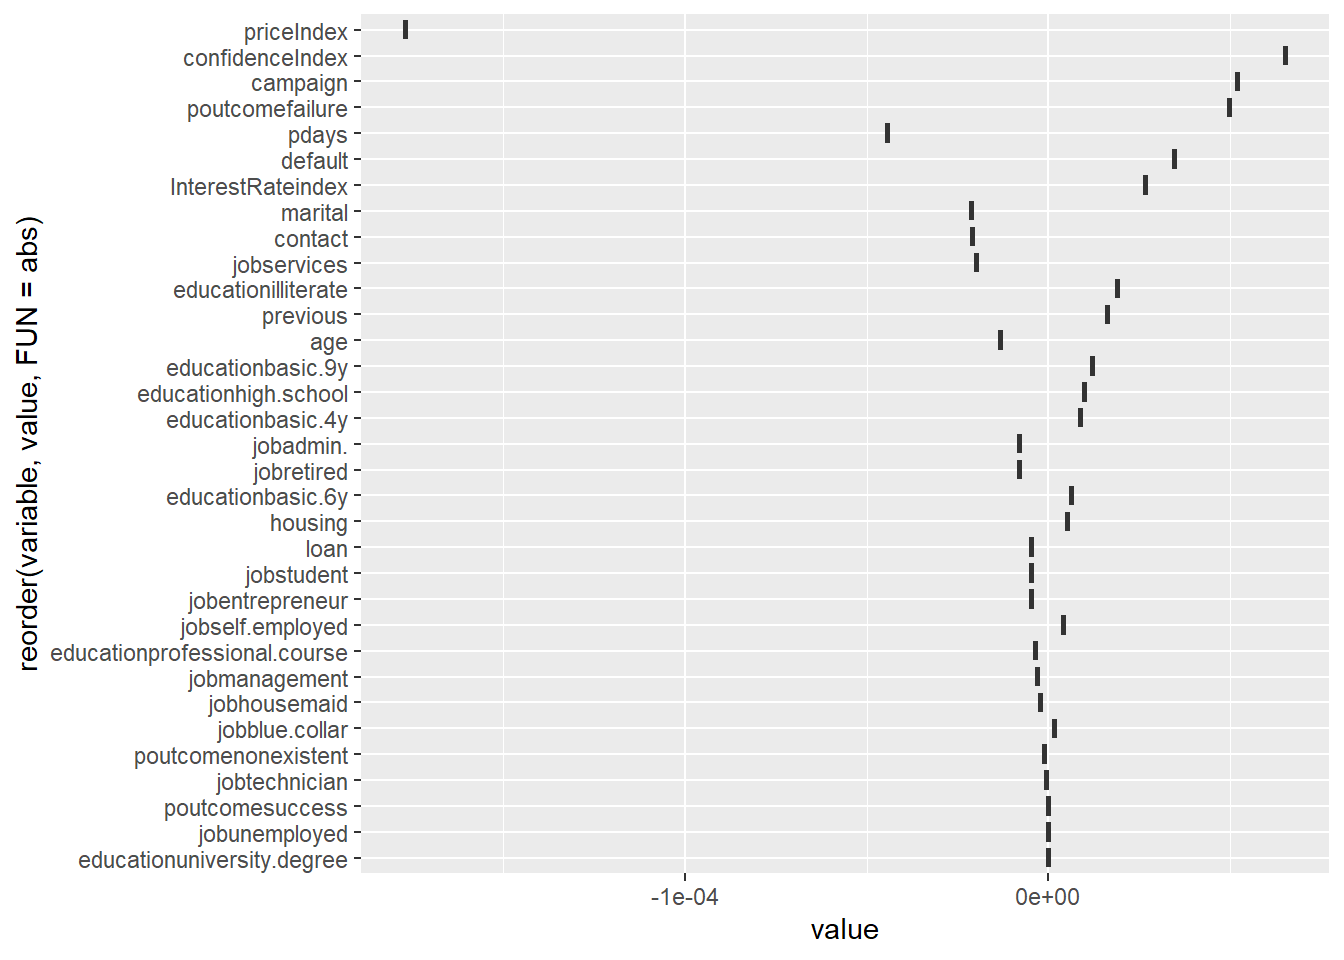 priceIndex
confidenceIndex
campaign
poutcomefailure
pdays
default
InterestRateindex
marital
contact
jobservices
educationilliterate
previous
age
educationbasic.9y
educationhigh.school
educationbasic.4y
jobadmin.
jobretired
educationbasic.6y
housing
loan
jobstudent
jobentrepreneur
jobself.employed
educationprofessional.course
jobmanagement
jobhousemaid
jobblue.collar
poutcomenonexistent
jobtechnician
poutcomesuccess
jobunemployed
educationuniversity.degree
reorder(variable, value, FUN = abs)
-1e-04 0e+00
value